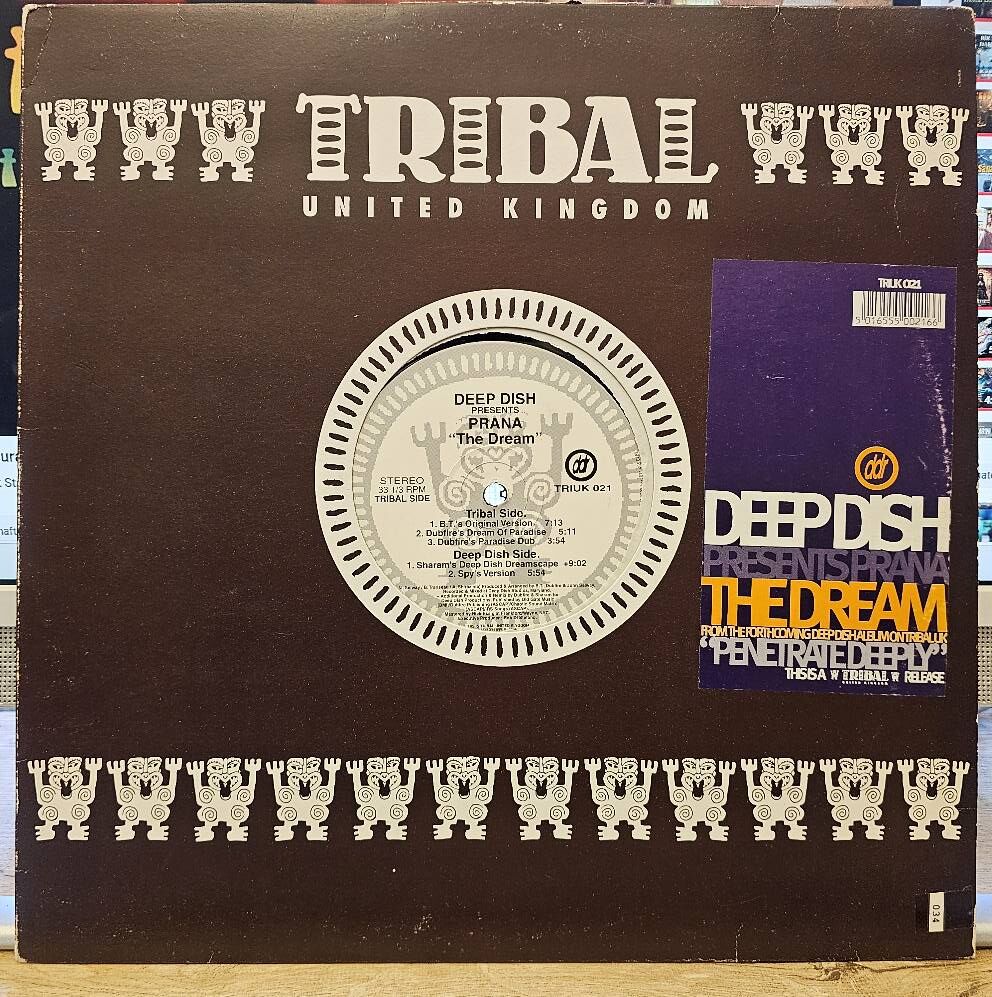 TRIBAL
UNITED KINGDOM
TRIUK 021
5 016555 002166
ddr
DEEP DISH
PRESENTS PRANA
THE DREAM
FROM THE FORTHCOMING DEEP DISH ALBUM ON TRIBAL UK
"PENETRATE DEEPLY"
THIS IS A TRIBAL RELEASE
UNITED KINGDOM
DEEP DISH
PRESENTS
PRANA
"The Dream"
ddr
STEREO
33 1/3 RPM
TRIBAL SIDE
TRIUK 021
Tribal Side.
1. B.T.'s Original Version 7:13
2. Dubfire's Dream Of Paradise 5:11
3. Dubfire's Paradise Dub 3:54
Deep Dish Side.
1. Sharam's Deep Dish Dreamscape +9:02
2. Spy's Version 5:54
034